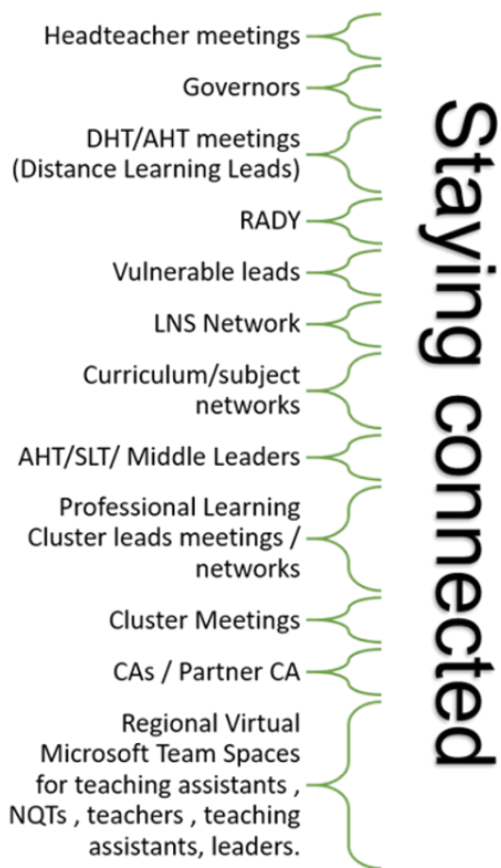 Headteacher meetings
Governors
DHT/AHT meetings
(Distance Learning Leads)
RADY
Vulnerable leads
LNS Network
Curriculum/subject
networks
AHT/SLT/ Middle Leaders
Professional Learning
Cluster leads meetings /
networks
Cluster Meetings
CAs / Partner CA
Regional Virtual
Microsoft Team Spaces
for teaching assistants ,
NQTs , teachers , teaching
assistants, leaders.
Staying connected